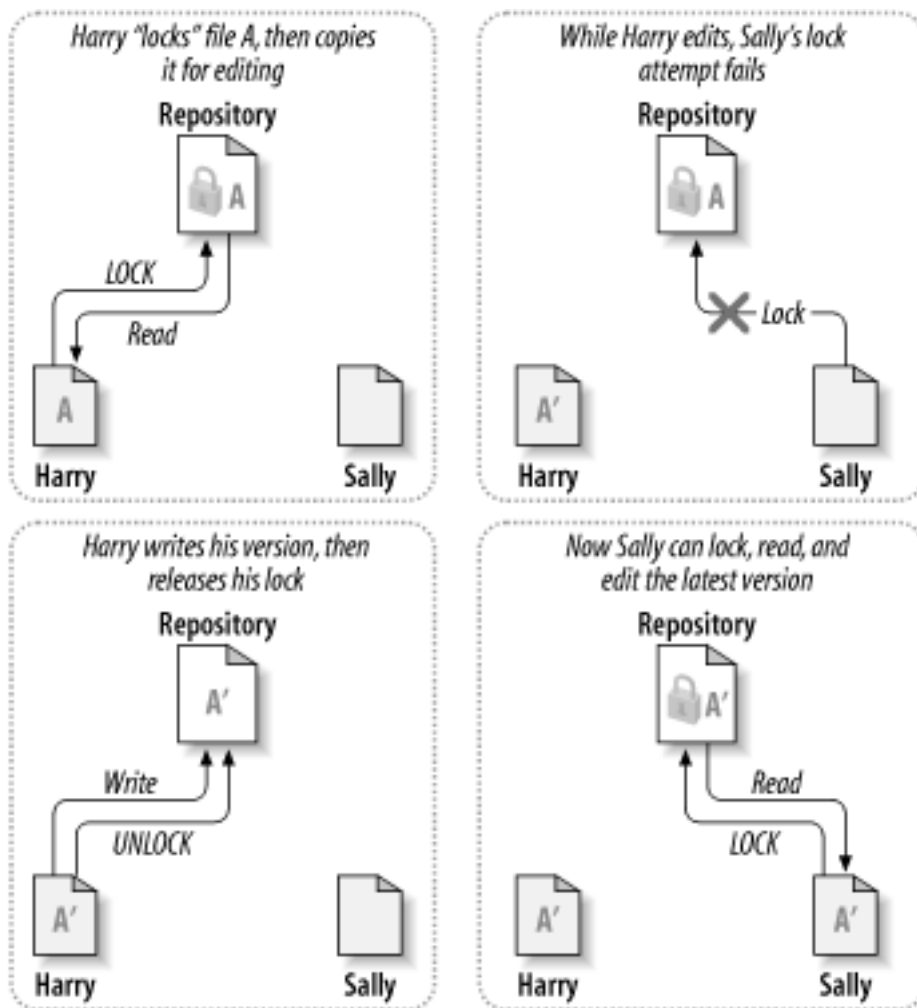 Harry “locks” file A, then copies
it for editing
Repository
A
LOCK
Read
A
Harry
Sally
While Harry edits, Sally’s lock
attempt fails
Repository
A
Lock
A′
Harry
Sally
Harry writes his version, then
releases his lock
Repository
A′
Write
UNLOCK
A′
Harry
Sally
Now Sally can lock, read, and
edit the latest version
Repository
A′
Read
LOCK
A′
A′
Harry
Sally